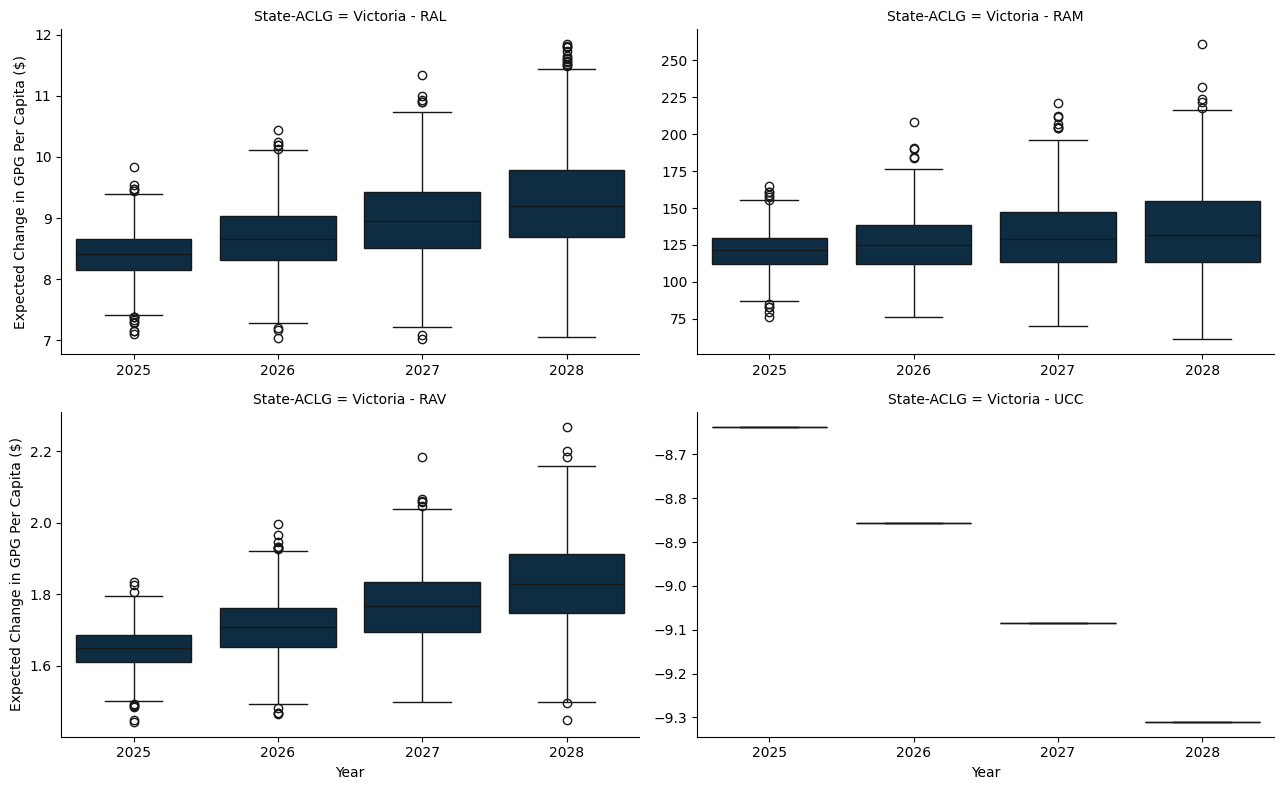 State-ACLG = Victoria - RAL
Expected Change in GPG Per Capita ($)
12
11
10
9
8
7
2025 2026 2027 2028
State-ACLG = Victoria - RAM
250
225
200
175
150
125
100
75
2025 2026 2027 2028
State-ACLG = Victoria - RAV
Expected Change in GPG Per Capita ($)
2.2
2.0
1.8
1.6
2025 2026 2027 2028
Year
State-ACLG = Victoria - UCC
−8.7
−8.8
−8.9
−9.0
−9.1
−9.2
−9.3
2025 2026 2027 2028
Year